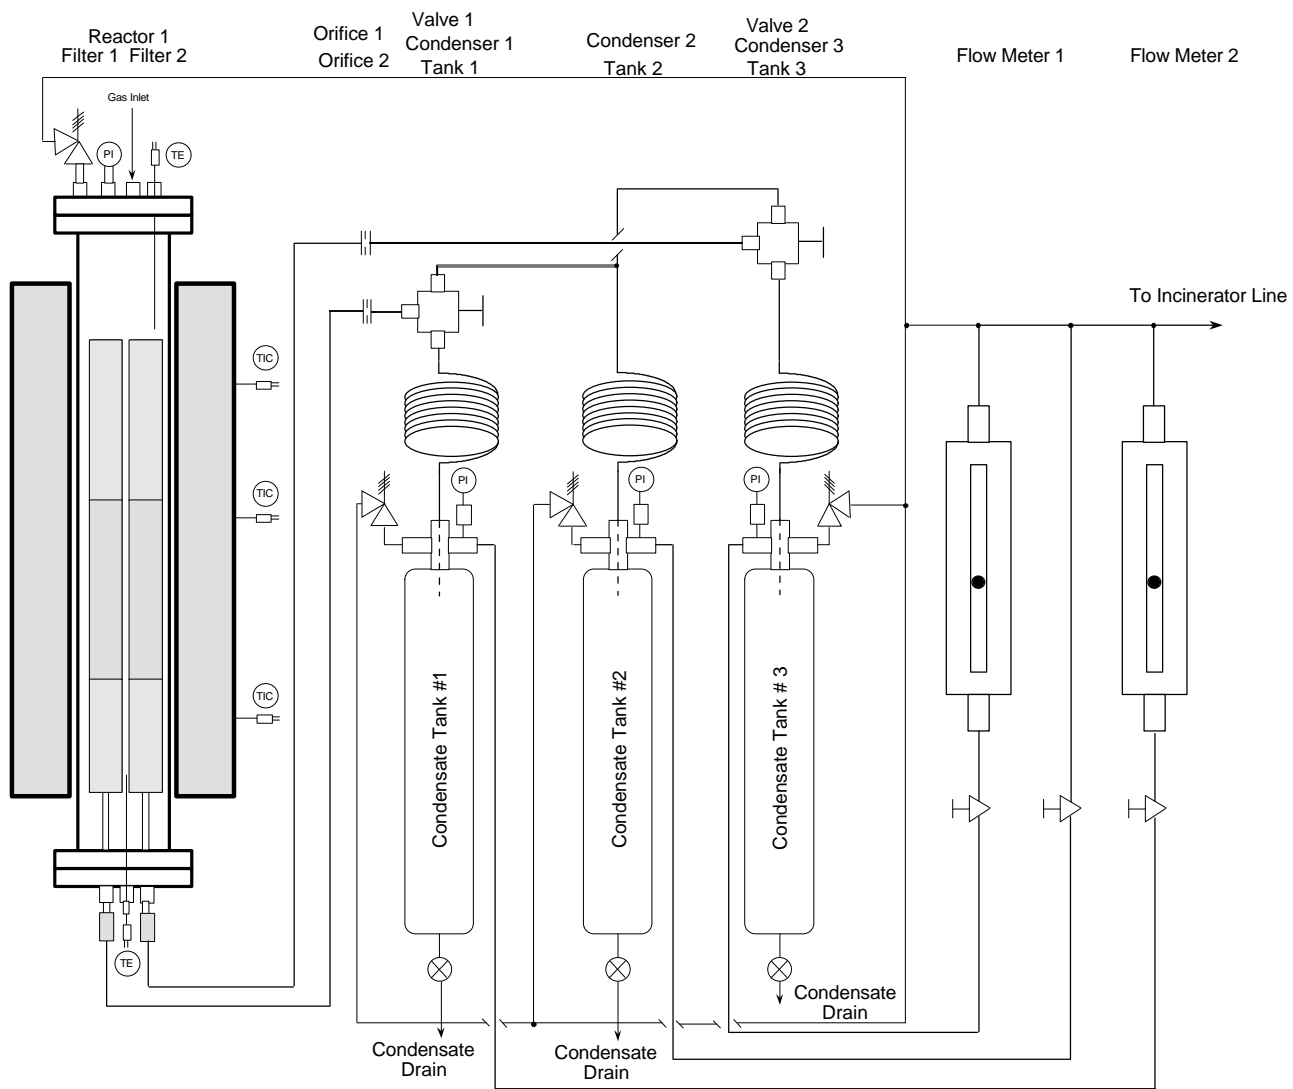 Reactor 1
Filter 1 Filter 2
Orifice 1
Orifice 2
Valve 1
Condenser 1
Tank 1
Condenser 2
Tank 2
Valve 2
Condenser 3
Tank 3
Flow Meter 1
Flow Meter 2
Gas Inlet
PI
TE
To Incinerator Line
TIC
TIC
TIC
PI
PI
PI
Condensate Tank #1
Condensate Tank #2
Condensate Tank # 3
TE
Condensate
Drain
Condensate
Drain
Condensate
Drain